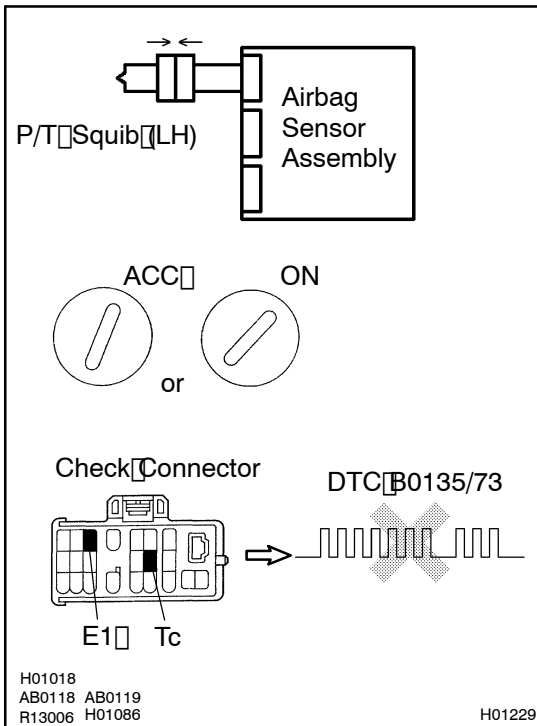 Airbag
Sensor
Assembly
P/T▯Squib▯(LH)
ACC▯ ON
or
Check▯Connector
DTC▯B0135/73
E1▯ Tc
H01018
AB0118 AB0119
R13006 H01086
H01229